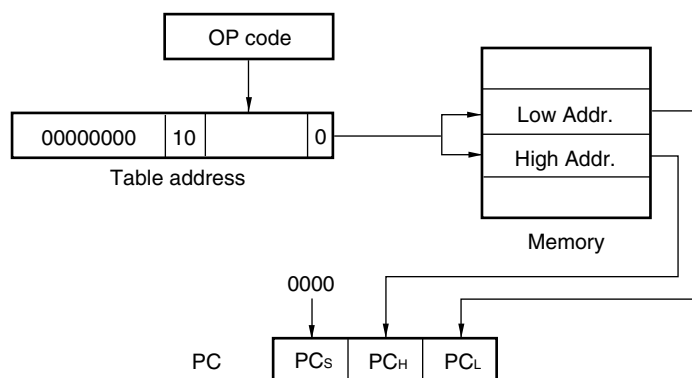 OP code
00000000 10 0
Table address
Low Addr.
High Addr.
Memory
0000
PC PCS PCH PCL